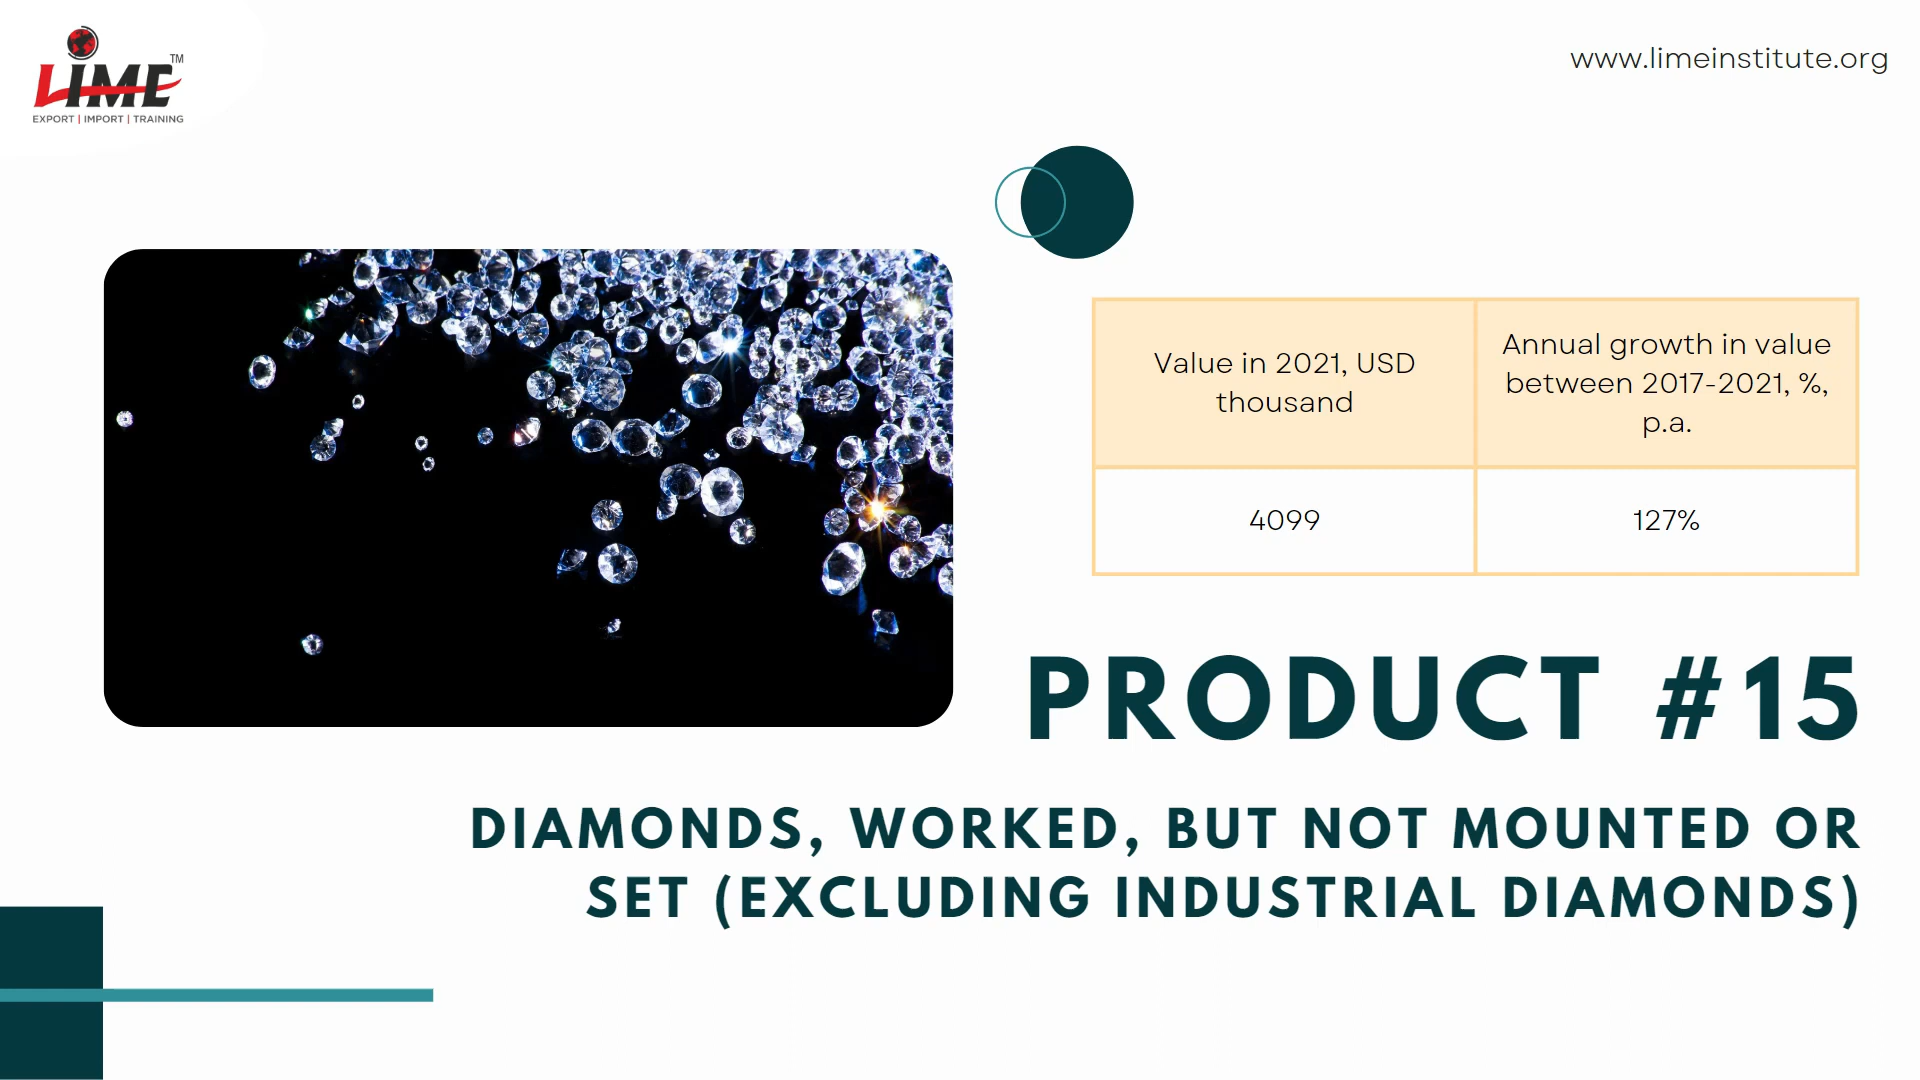 LIME TM
EXPORT | IMPORT | TRAINING
www.limeinstitute.org
Value in 2021, USD
thousand
Annual growth in value
between 2017-2021, %,
p.a.
4099
127%
PRODUCT #15
DIAMONDS, WORKED, BUT NOT MOUNTED OR
SET (EXCLUDING INDUSTRIAL DIAMONDS)